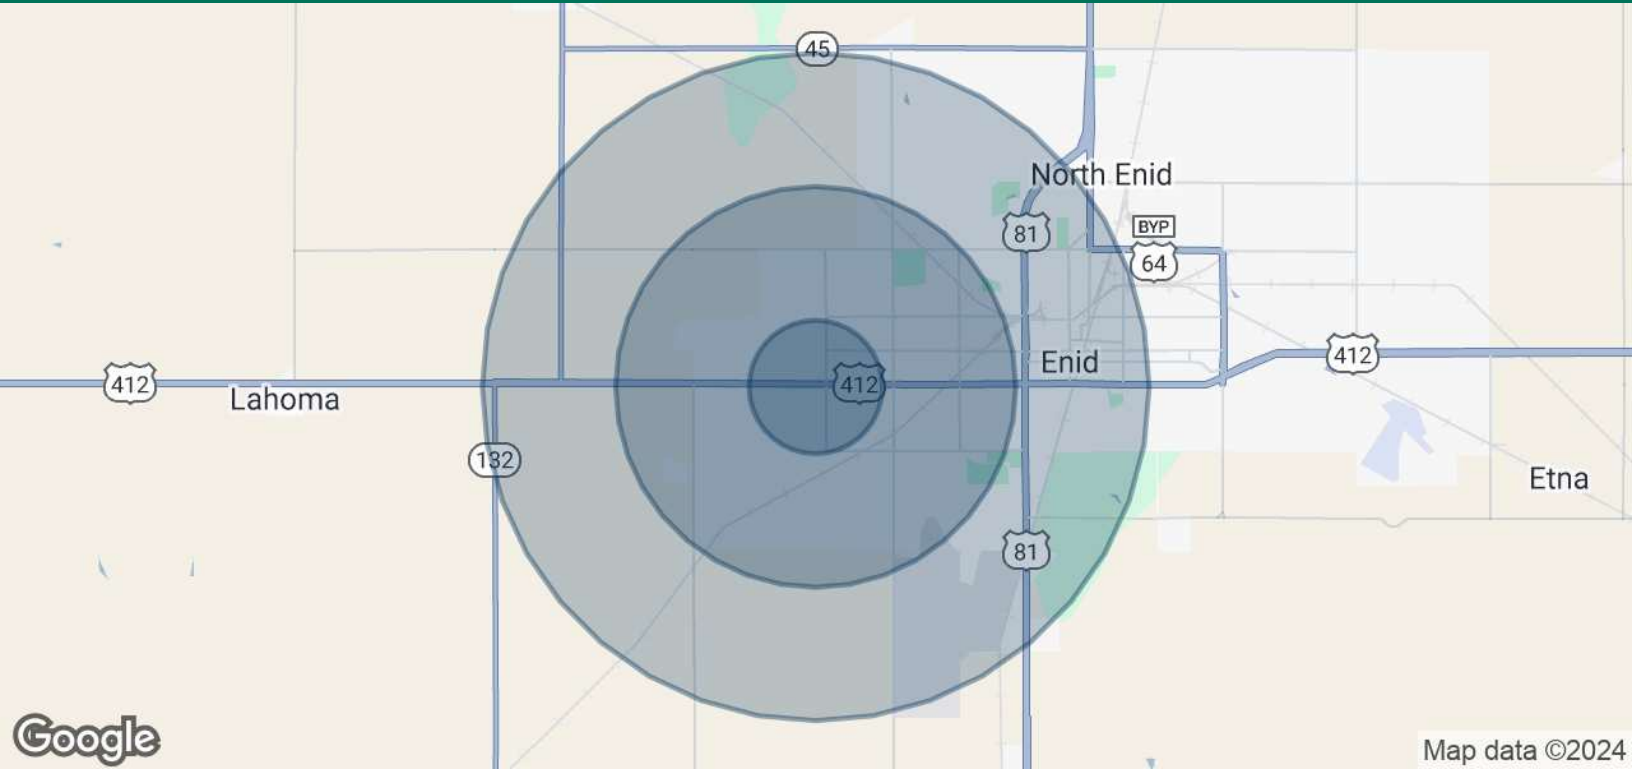 45
North Enid
81
BYP
64
412
Enid
412
412
Lahoma
132
Etna
81
Google
Map data ©2024